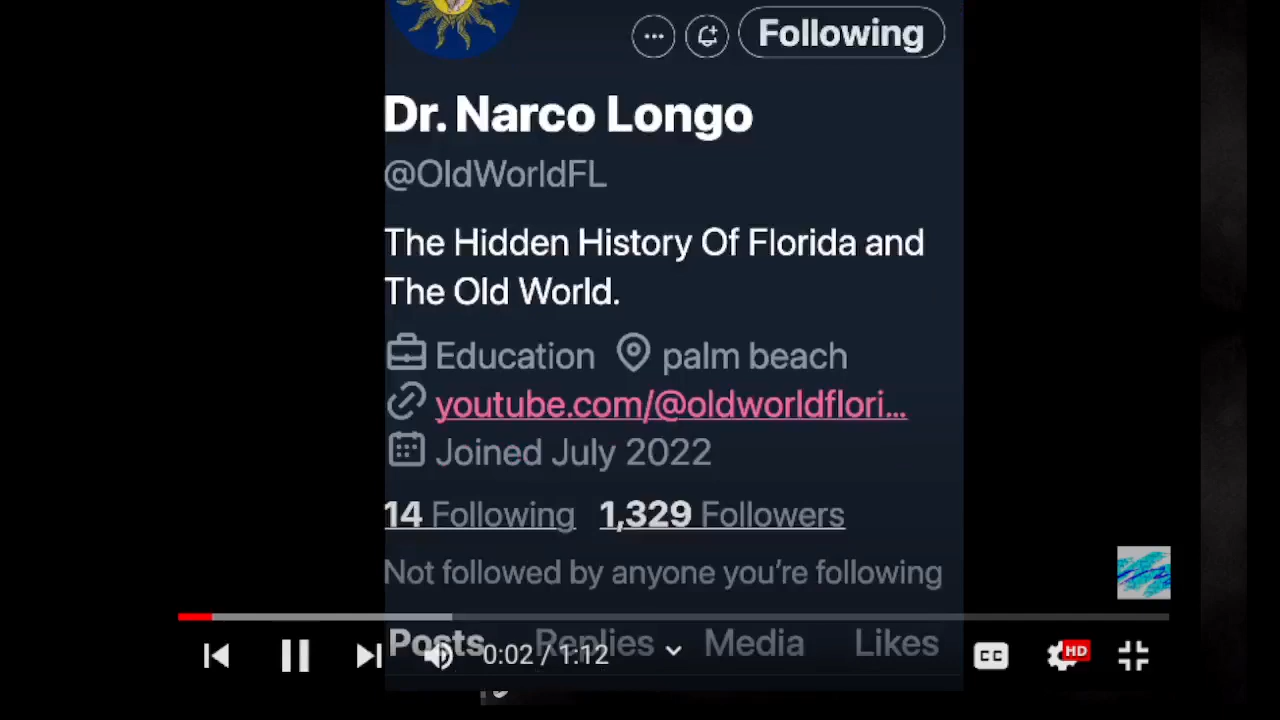 Following
Dr. Narco Longo
@OldWorldFL
The Hidden History Of Florida and
The Old World.
Education palm beach
youtube.com/@oldworldflori...
Joined July 2022
14 Following 1,329 Followers
Not followed by anyone you're following
Posts Replies Media Likes
0:02 / 1:12
CC
HD